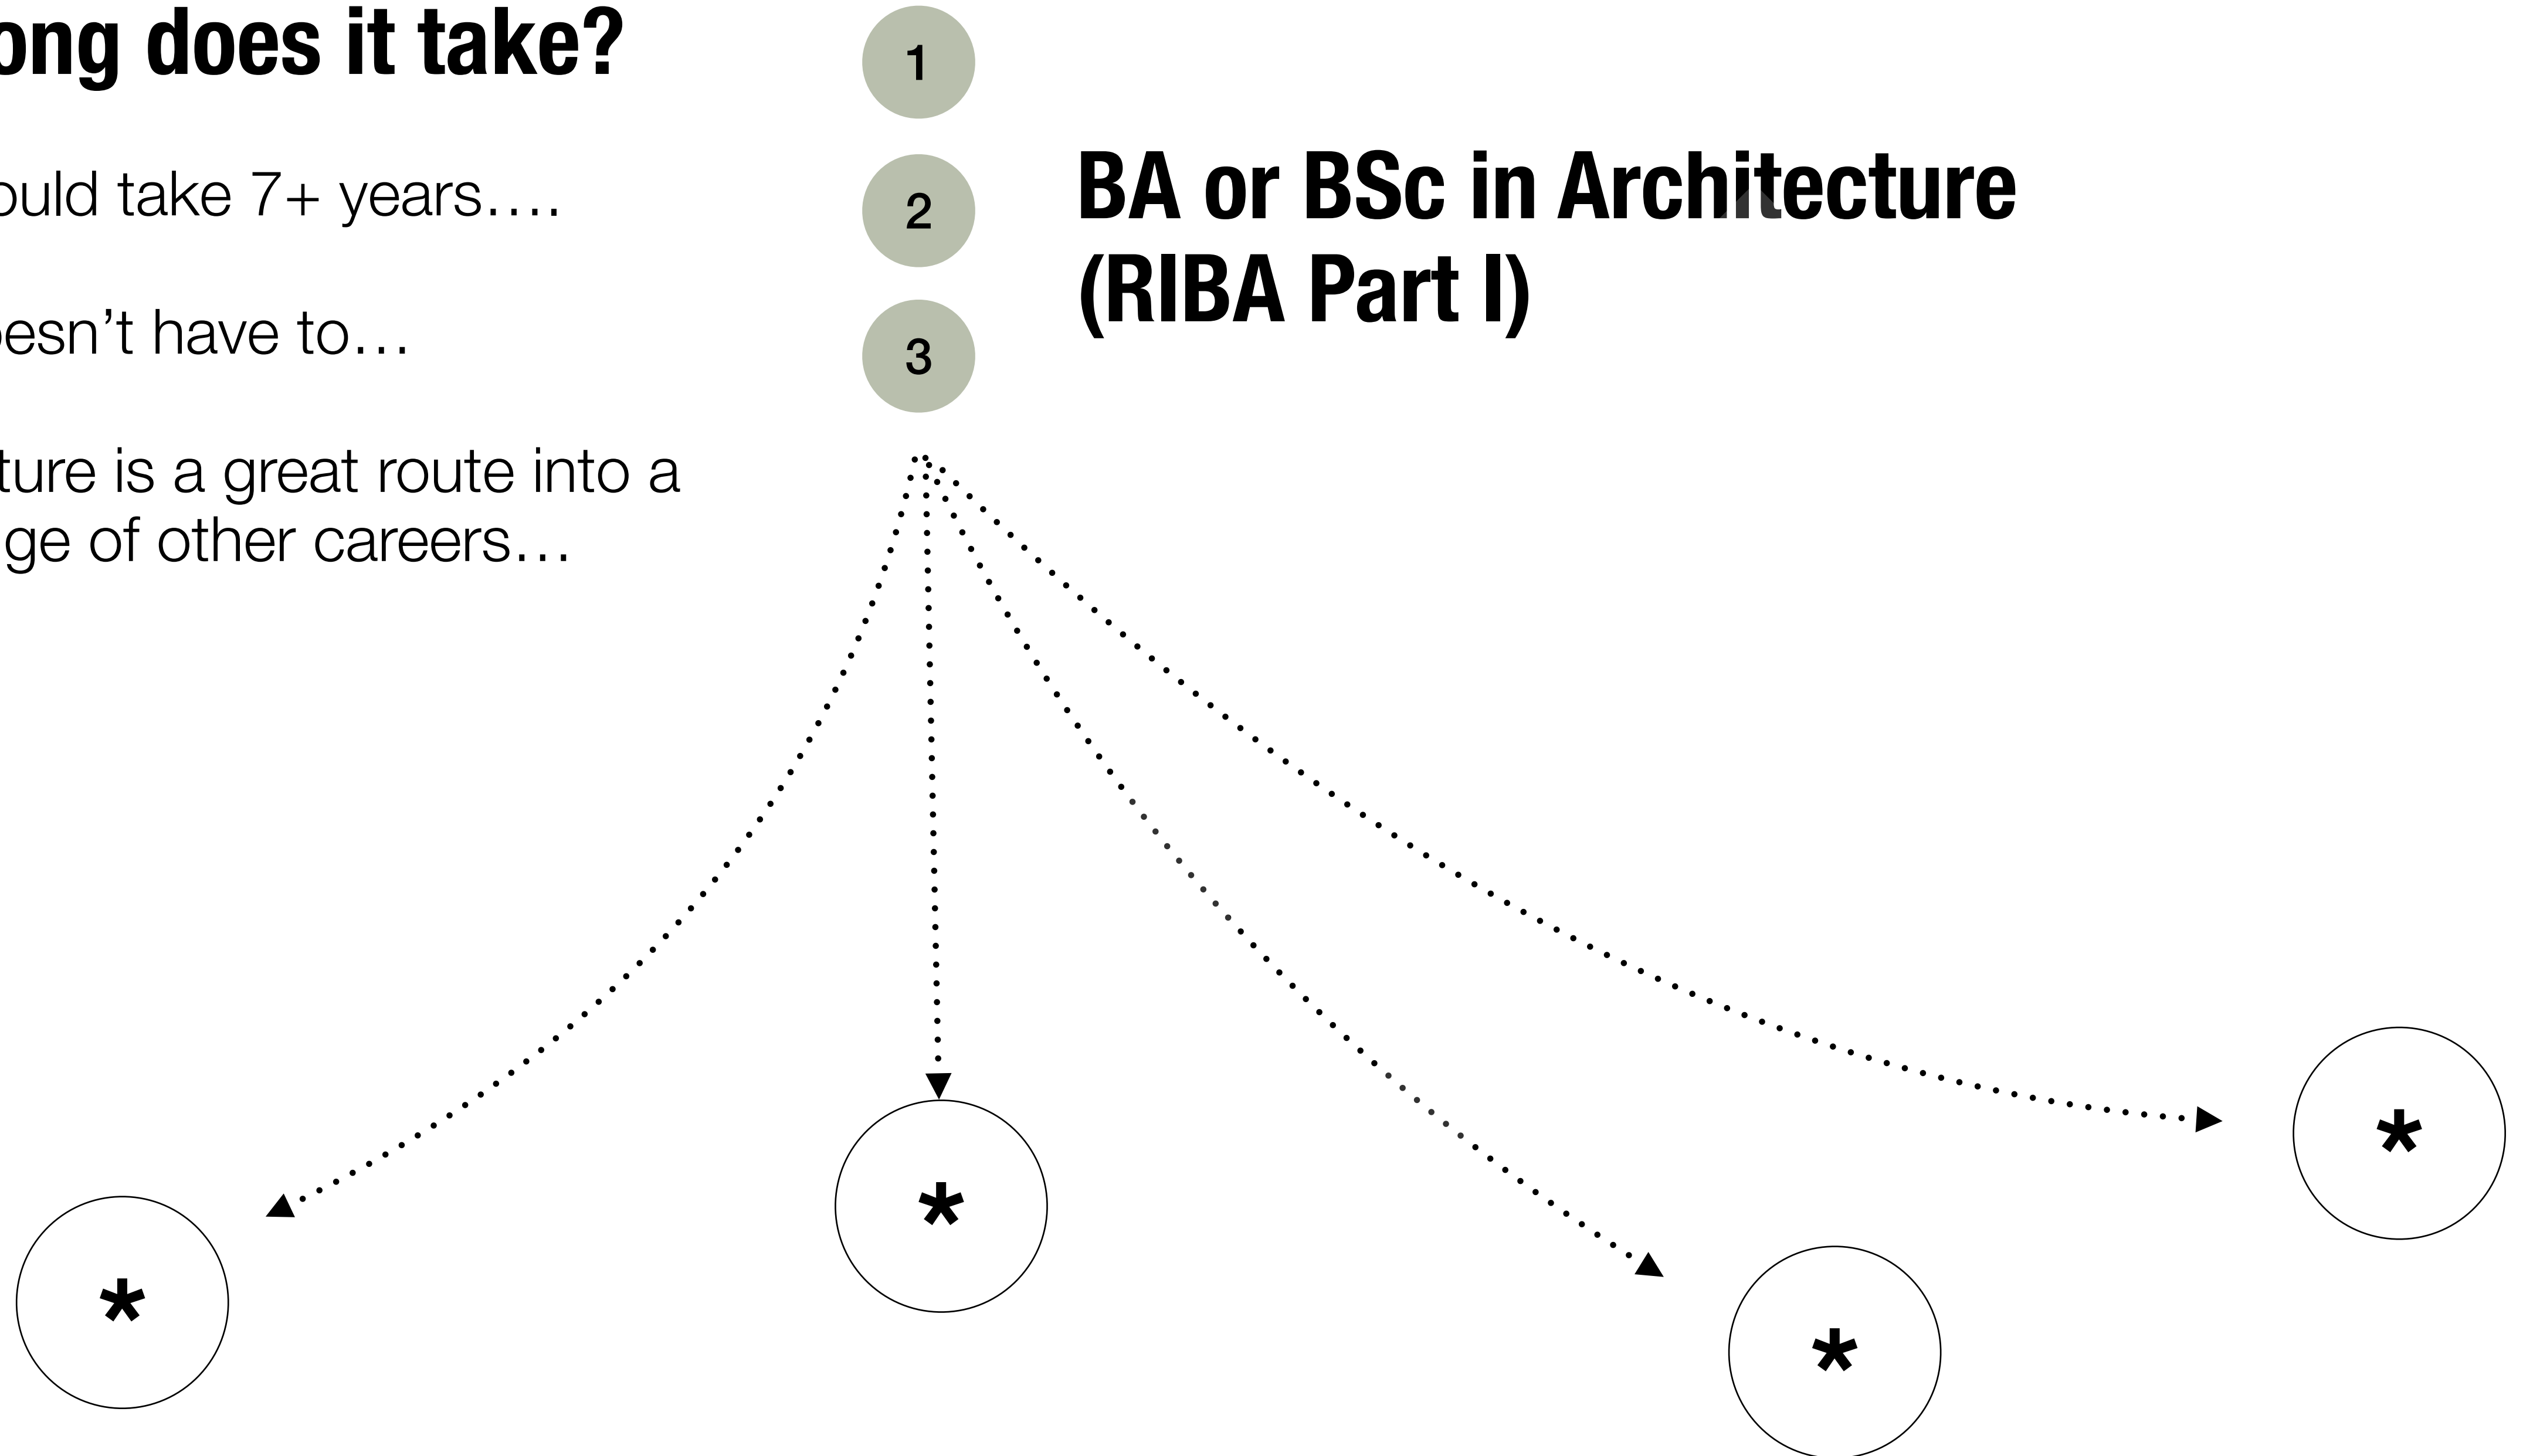 ong does it take?
ould take 7+ years….
esn’t have to…
ture is a great route into a
ge of other careers…
1
2
3
BA or BSc in Architecture
(RIBA Part I)
*
*
*
*